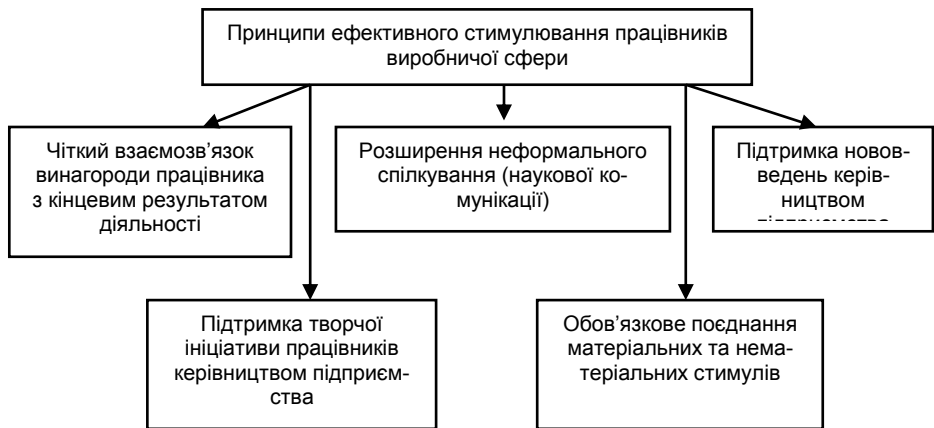 Принципи ефективного стимулювання працівників
виробничої сфери
Чіткий взаємозв’язок
винагороди працівника
з кінцевим результатом
діяльності
Розширення неформального
спілкування (наукової ко-
мунікації)
Підтримка нонов-
ведень керів-
ництвом
Підтримка творчої
ініціативи працівників
керівництвом підприєм-
ства
Обов’язкове поєднання
матеріальних та нема-
теріальних стимулів